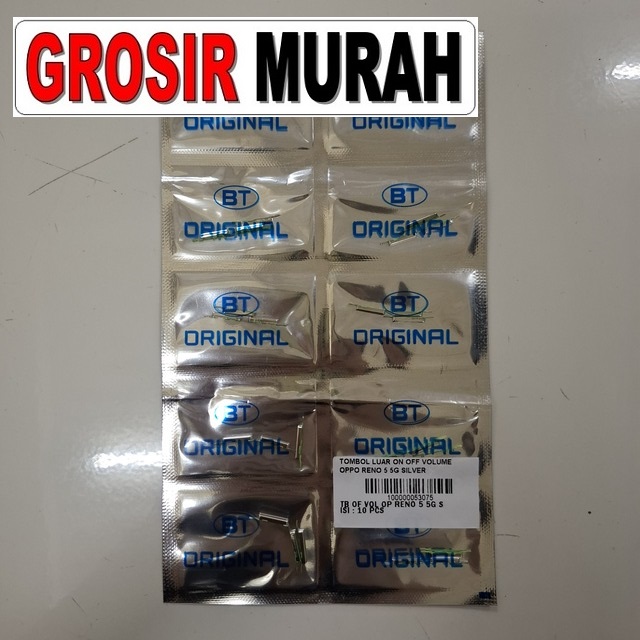 GROSIR MURAH
ORIGINAL ORIGINAL
BT BT
ORIGINAL ORIGINAL
BT BT
ORIGINAL ORIGINAL
BT BT
ORIGINAL ORIGINAL
TOMBOL LUAR ON OFF VOLUME
OPPO RENO 5 5G SILVER
100000053075
TB OF VOL OP RENO 5 5G S
ISI : 10 PCS
BT
ORIGINAL ORIGINAL